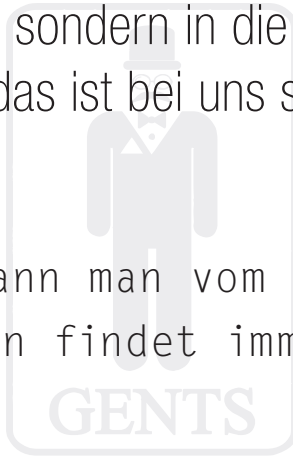 sondern in die
das ist bei uns s
ann man vom
n findet imm
GENTS